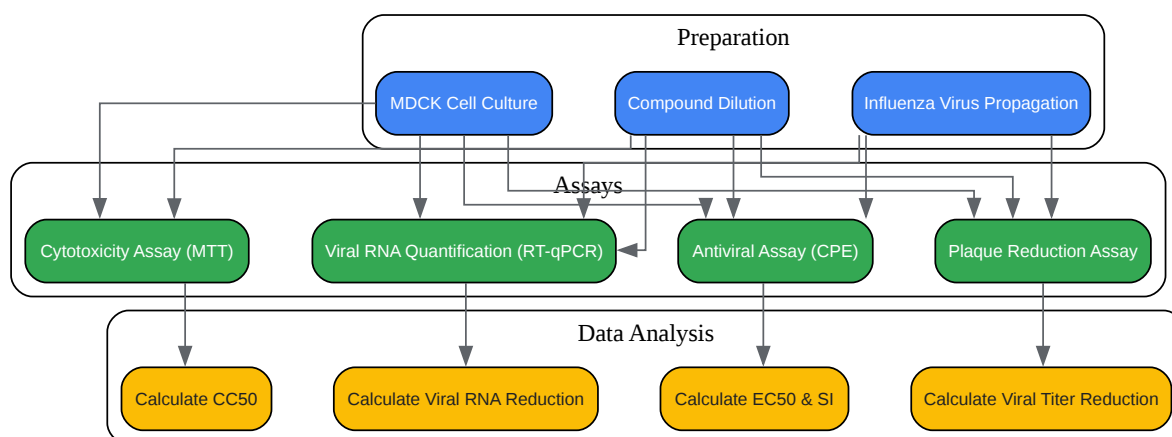 Preparation
MDCK Cell Culture
Compound Dilution
Influenza Virus Propagation
Assays
Cytotoxicity Assay (MTT)
Viral RNA Quantification (RT-qPCR)
Antiviral Assay (CPE)
Plaque Reduction Assay
Data Analysis
Calculate CC50
Calculate Viral RNA Reduction
Calculate EC50 & SI
Calculate Viral Titer Reduction